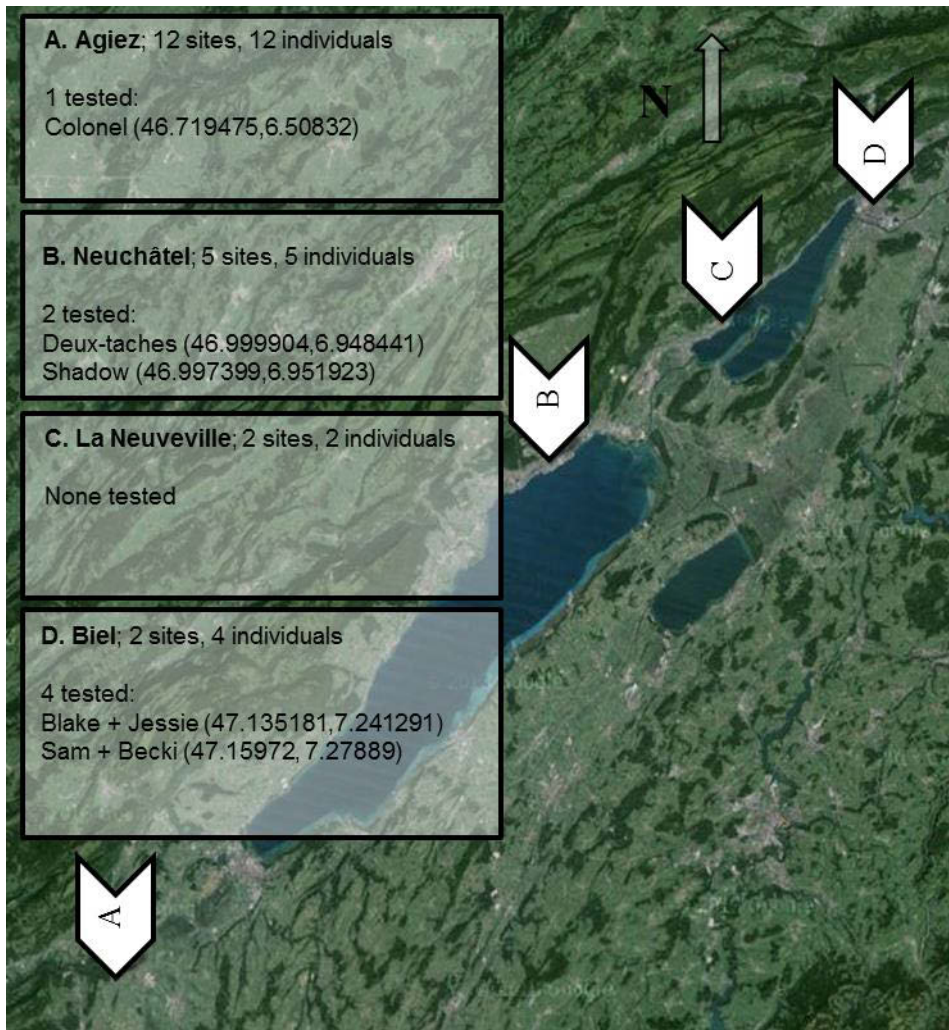 A. Agiez; 12 sites, 12 individuals
1 tested:
Colonel (46.719475,6.50832)
B. Neuchâtel; 5 sites, 5 individuals
2 tested:
Deux-taches (46.999904,6.948441)
Shadow (46.997399,6.951923)
C. La Neuveville; 2 sites, 2 individuals
None tested
D. Biel; 2 sites, 4 individuals
4 tested:
Blake + Jessie (47.135181,7.241291)
Sam + Becki (47.15972, 7.27889)
N
D
C
B
A